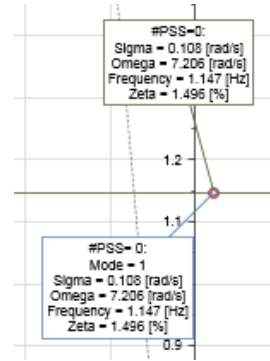 #PSS=0:
Sigma = 0.108 [rad/s]
Omega = 7.206 [rad/s]
Frequency = 1.147 [Hz]
Zeta = 1.496 [%]
1.2
1.1
#PSS= 0:
Mode = 1
Sigma = 0.108 [rad/s]
Omega = 7.206 [rad/s]
Frequency = 1.147 [Hz]
Zeta = 1.496 [%]
0.9